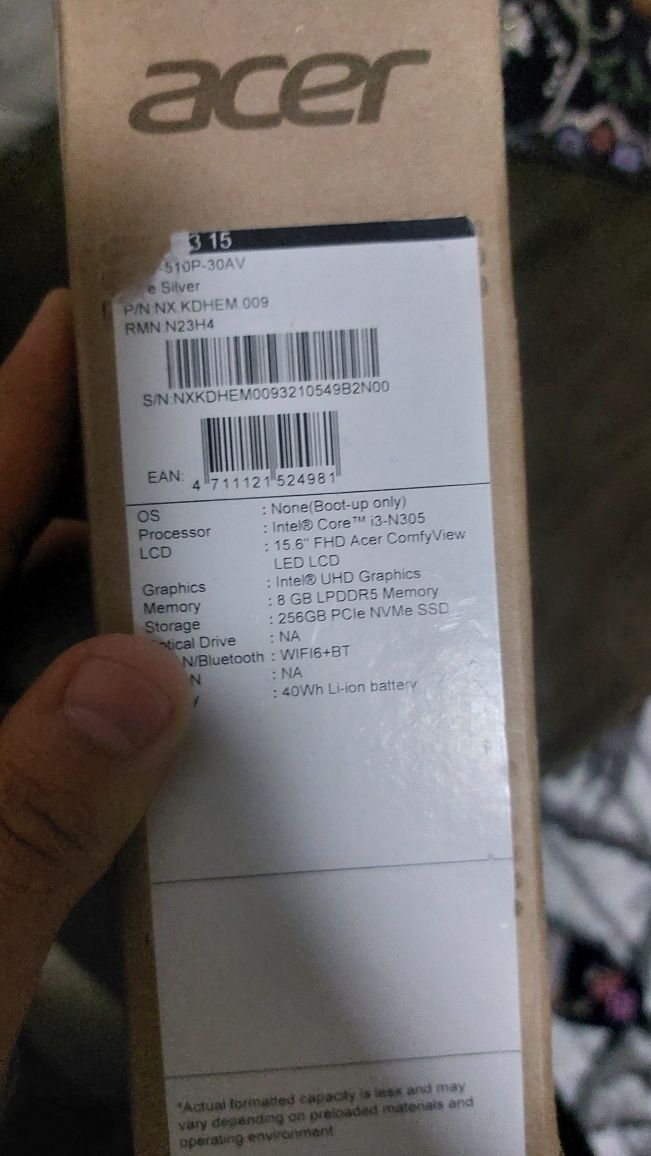 acer
3 15
-510P-30AV
e Silver
P/N:NX.KDHEM.009
RMN:N23H4
S/N:NXKDHEM0093210549B2N00
EAN: 4 711121 524981
OS : None(Boot-up only)
Processor : Intel® Core™ i3-N305
LCD : 15.6" FHD Acer ComfyView
LED LCD
Graphics : Intel® UHD Graphics
Memory : 8 GB LPDDR5 Memory
Storage : 256GB PCIe NVMe SSD
ptical Drive : NA
N/Bluetooth : WIFI6+BT
N : NA
y : 40Wh Li-ion battery
*Actual formatted capacity is less and may
vary depending on preloaded materials and
operating environment